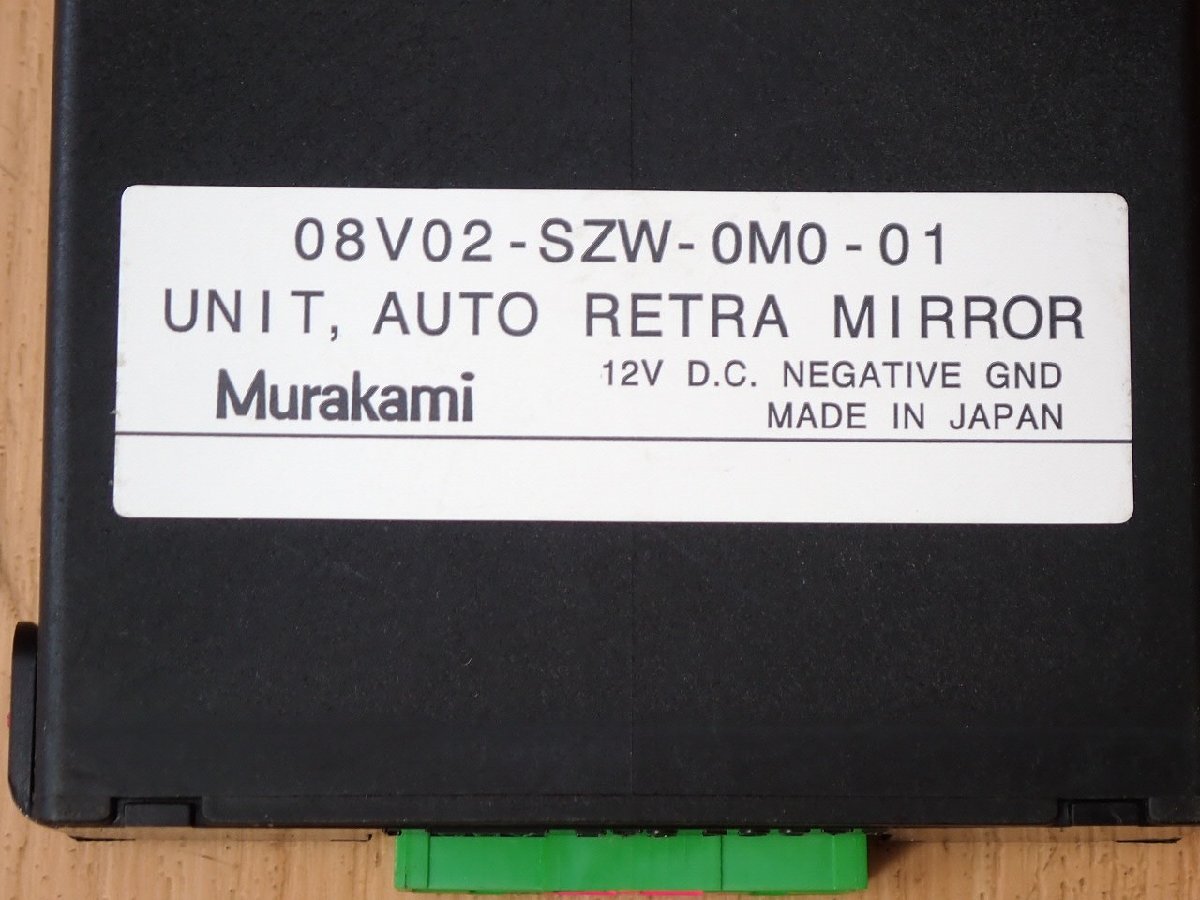 08V02-SZW-0M0-01
UNIT, AUTO RETRA MIRROR
Murakami 12V D.C. NEGATIVE GND
MADE IN JAPAN